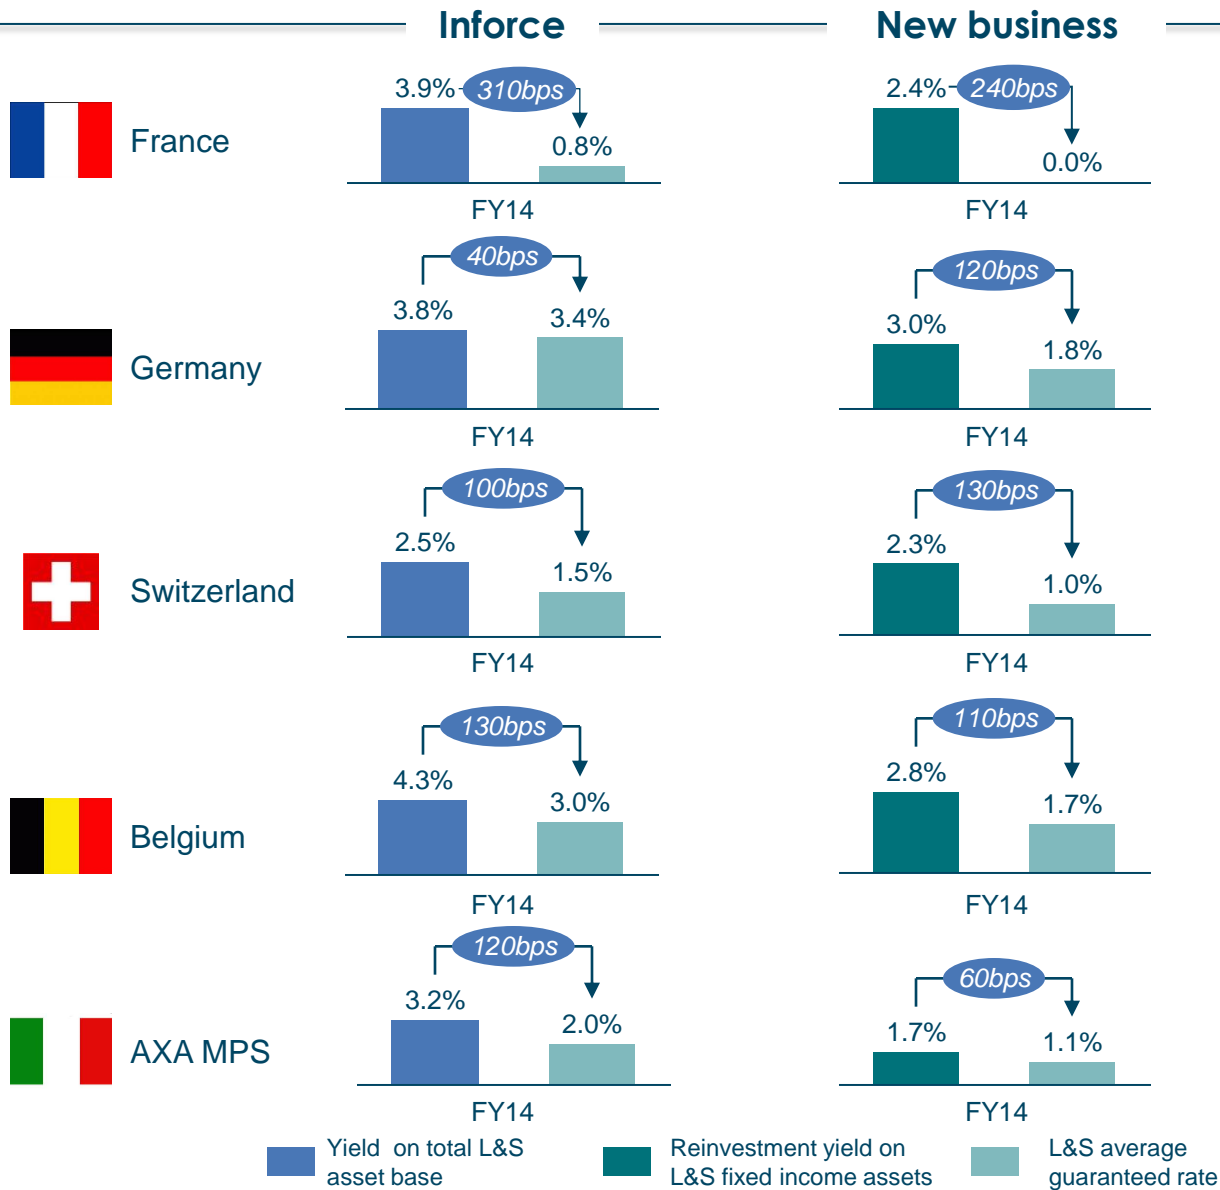 Inforce
New business
France
3.9%
310bps
0.8%
FY14
2.4%
240bps
0.0%
FY14
Germany
40bps
3.8%
3.4%
FY14
120bps
3.0%
1.8%
FY14
Switzerland
100bps
2.5%
1.5%
FY14
130bps
2.3%
1.0%
FY14
Belgium
130bps
4.3%
3.0%
FY14
110bps
2.8%
1.7%
FY14
AXA MPS
120bps
3.2%
2.0%
FY14
60bps
1.7%
1.1%
FY14
Yield on total L&S
asset base
Reinvestment yield on
L&S fixed income assets
L&S average
guaranteed rate